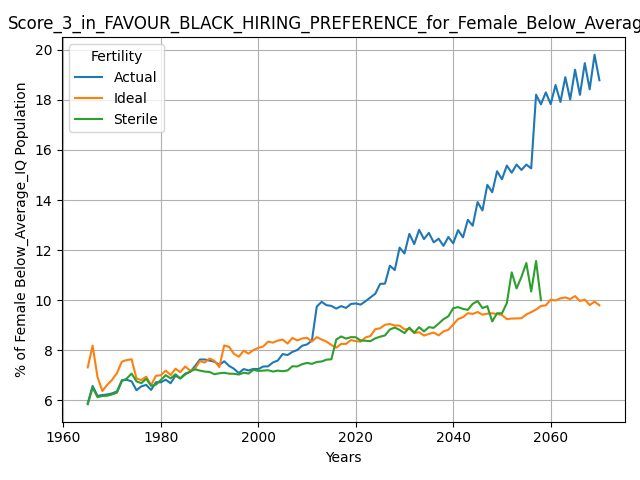 Score_3_in_FAVOUR_BLACK_HIRING_PREFERENCE_for_Female_Below_Averag
20
18
16
14
12
10
8
6
% of Female Below_Average_IQ Population
Fertility
Actual
Ideal
Sterile
1960 1980 2000 2020 2040 2060
Years